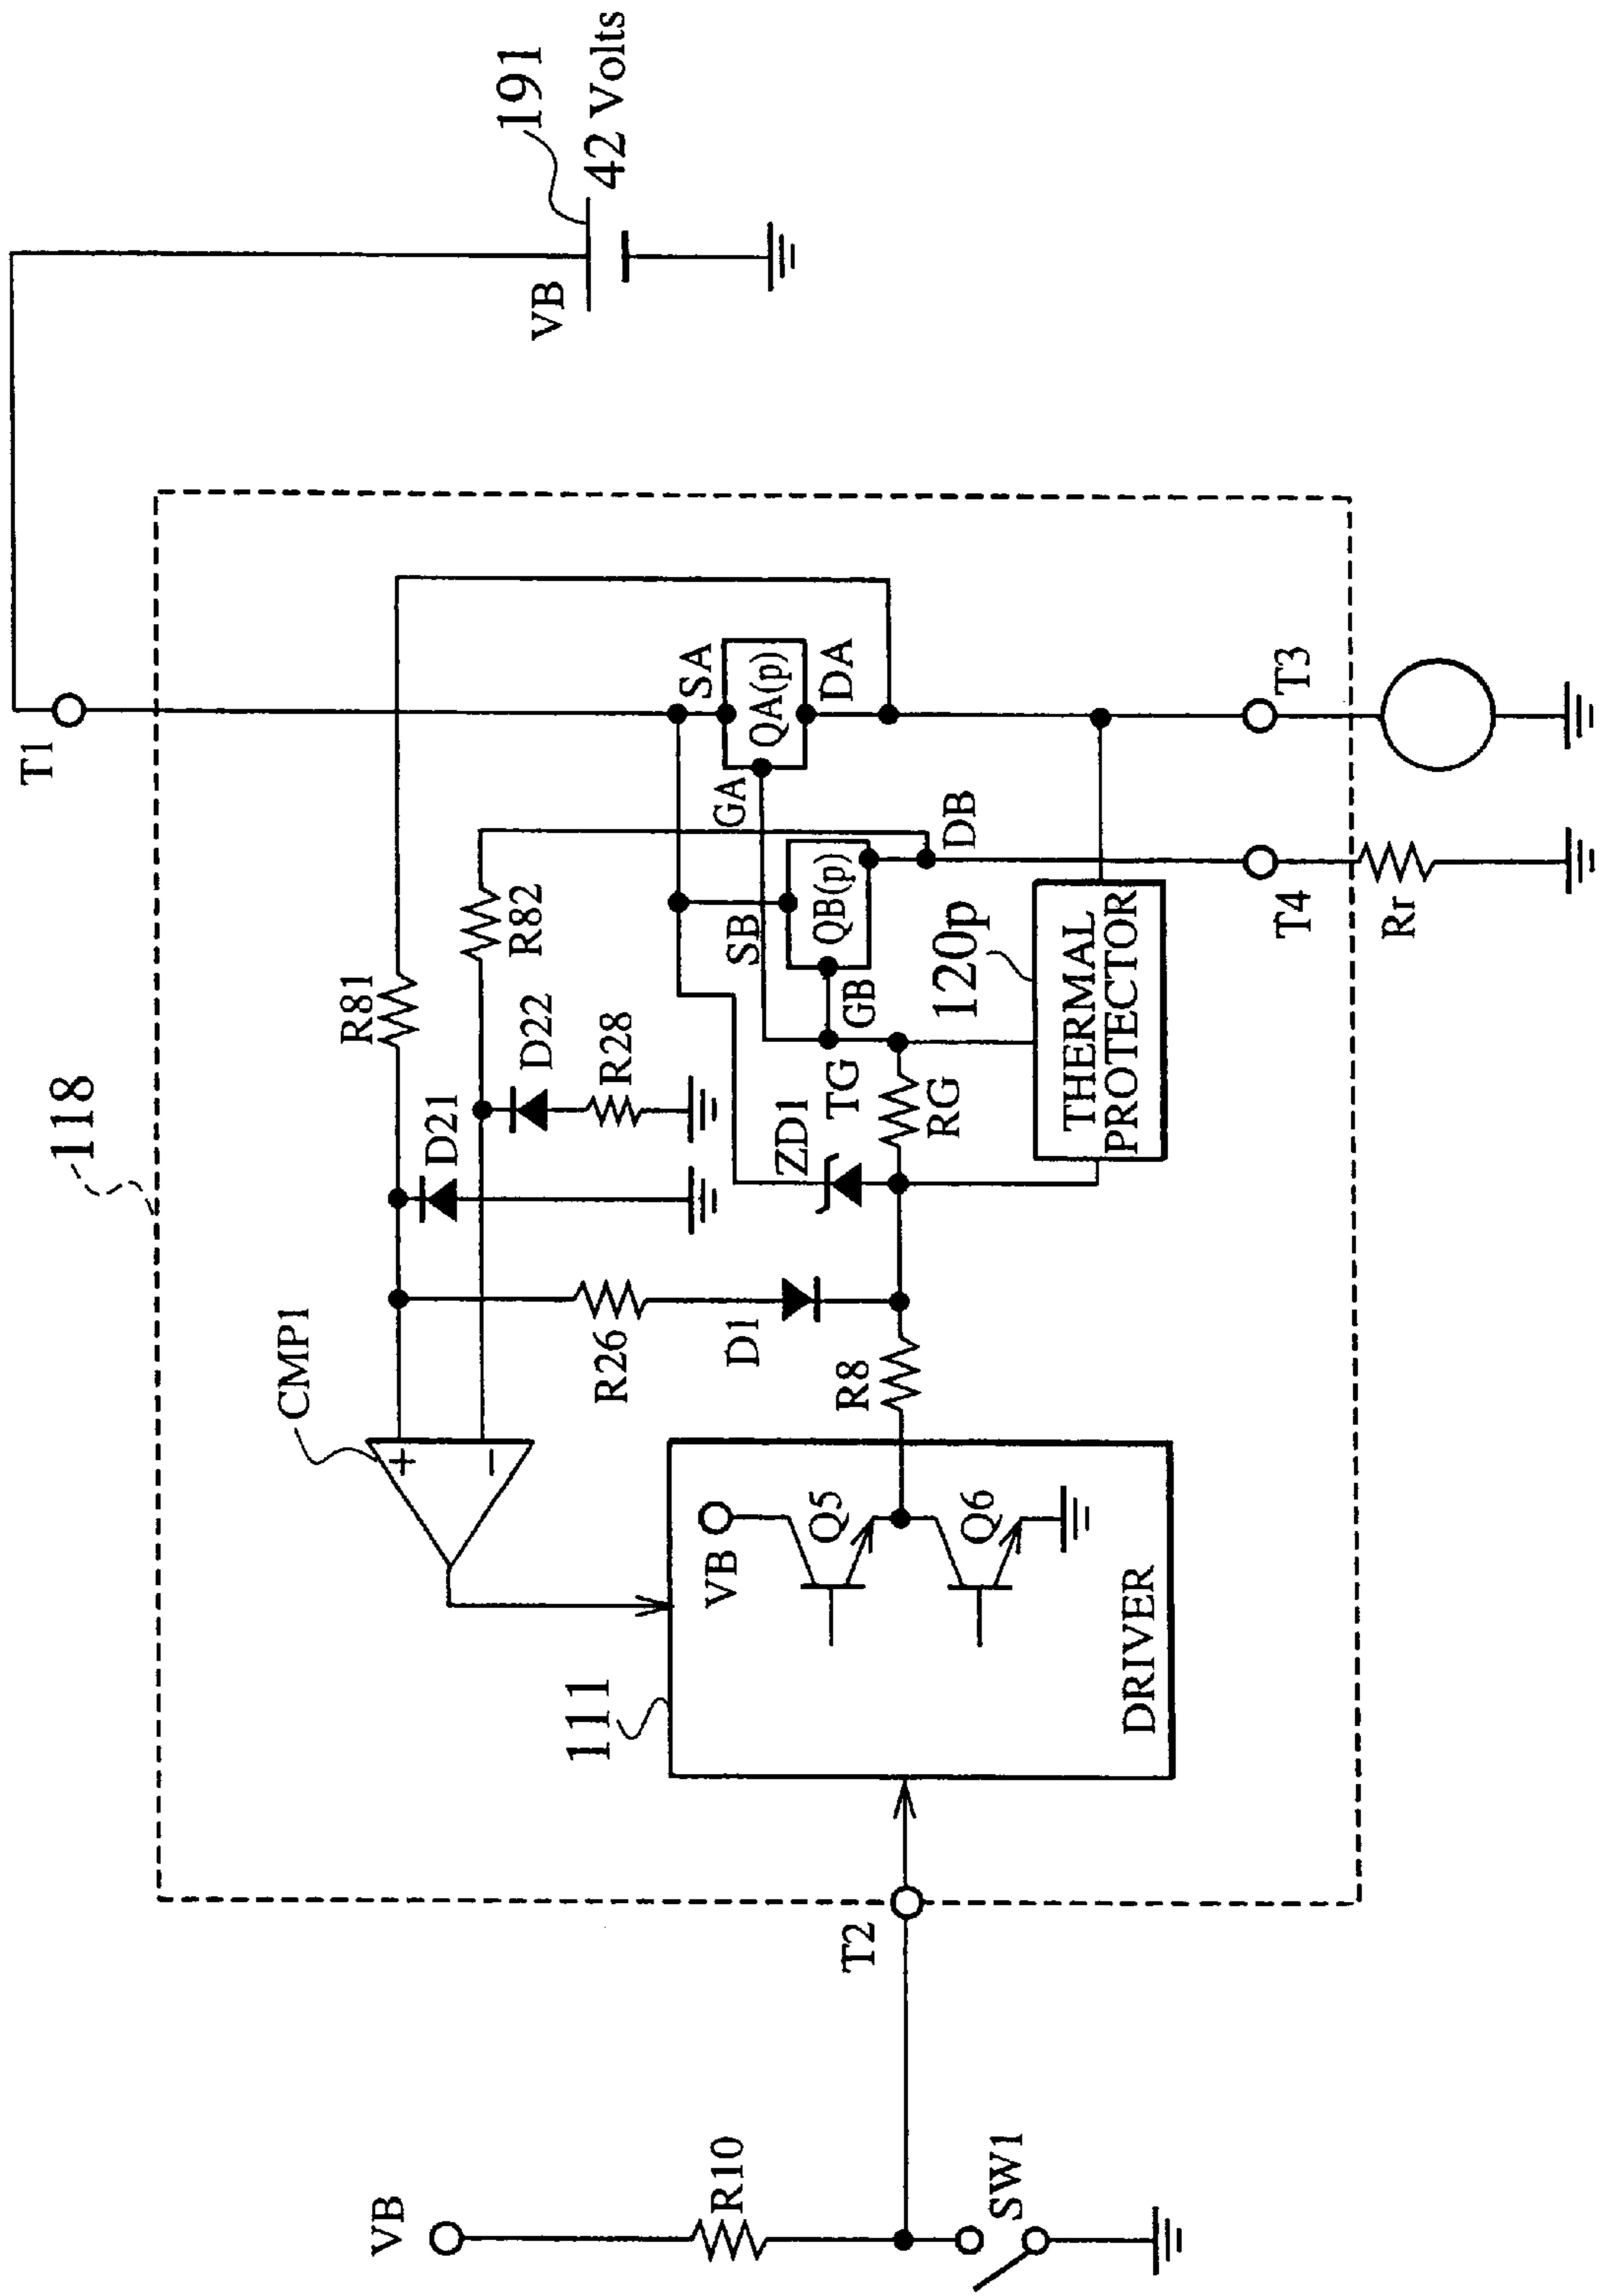 118
T1
191
VB
42 Volts
CMP1
R81
D21
D22
R28
R82
R26
D1
ZD1
TG
RG
R8
SA
QA(p)
DA
GA
SB
QB(p)
DB
GB
120p
THERMAL
PROTECTOR
T3
T4
Rr
111
VB
Q5
Q6
DRIVER
T2
VB
R10
SW1
+
−